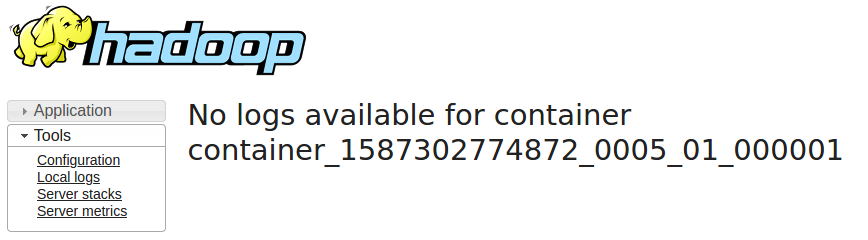 hadoop
Application
Tools
Configuration
Local logs
Server stacks
Server metrics
No logs available for container
container_1587302774872_0005_01_000001